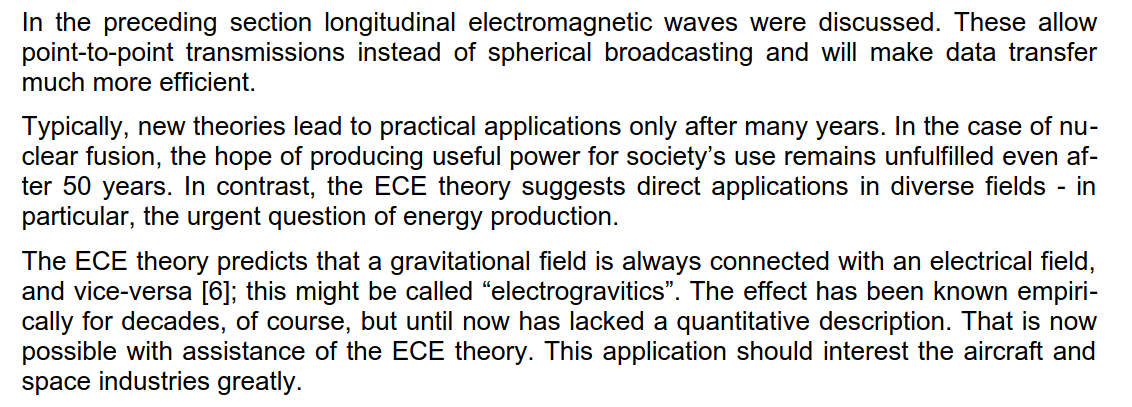 In the preceding section longitudinal electromagnetic waves were discussed. These allow
point-to-point transmissions instead of spherical broadcasting and will make data transfer
much more efficient.
Typically, new theories lead to practical applications only after many years. In the case of nu-
clear fusion, the hope of producing useful power for society’s use remains unfulfilled even af-
ter 50 years. In contrast, the ECE theory suggests direct applications in diverse fields - in
particular, the urgent question of energy production.
The ECE theory predicts that a gravitational field is always connected with an electrical field,
and vice-versa [6]; this might be called “electrogravitics”. The effect has been known empiri-
cally for decades, of course, but until now has lacked a quantitative description. That is now
possible with assistance of the ECE theory. This application should interest the aircraft and
space industries greatly.